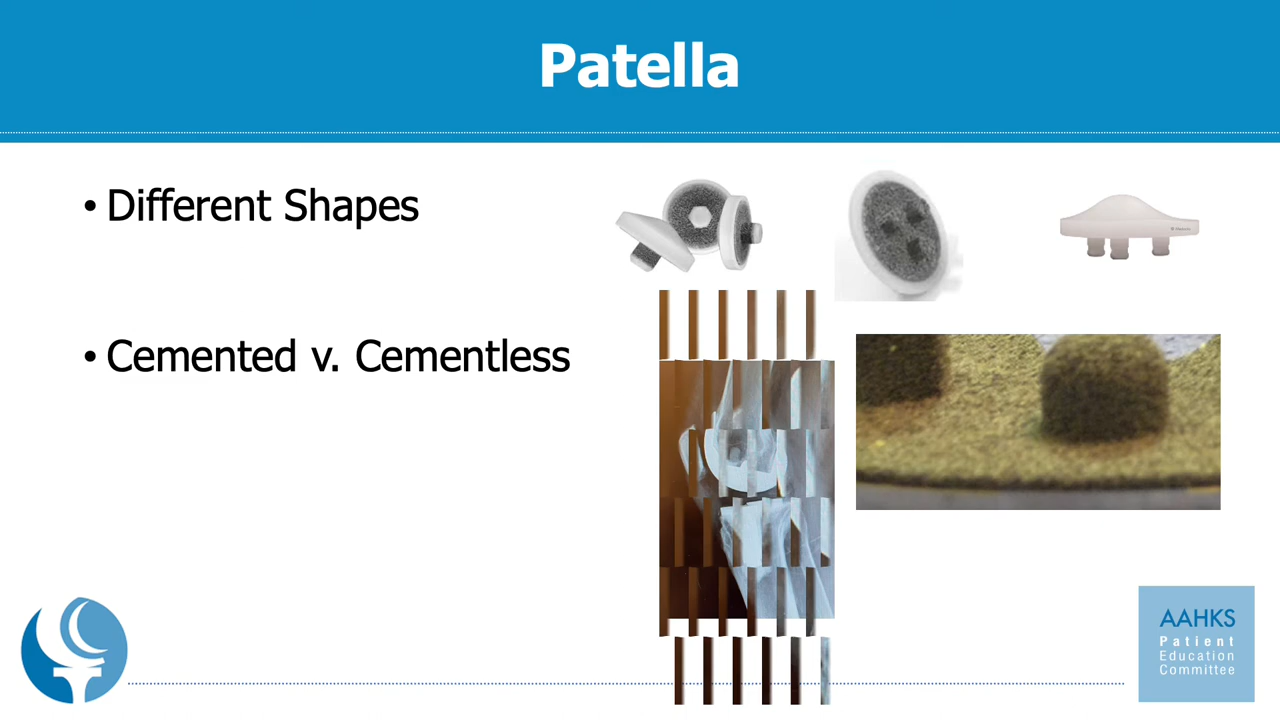 Patella
• Different Shapes
• Cemented v. Cementless
AAHKS
Patient
Education
Committee